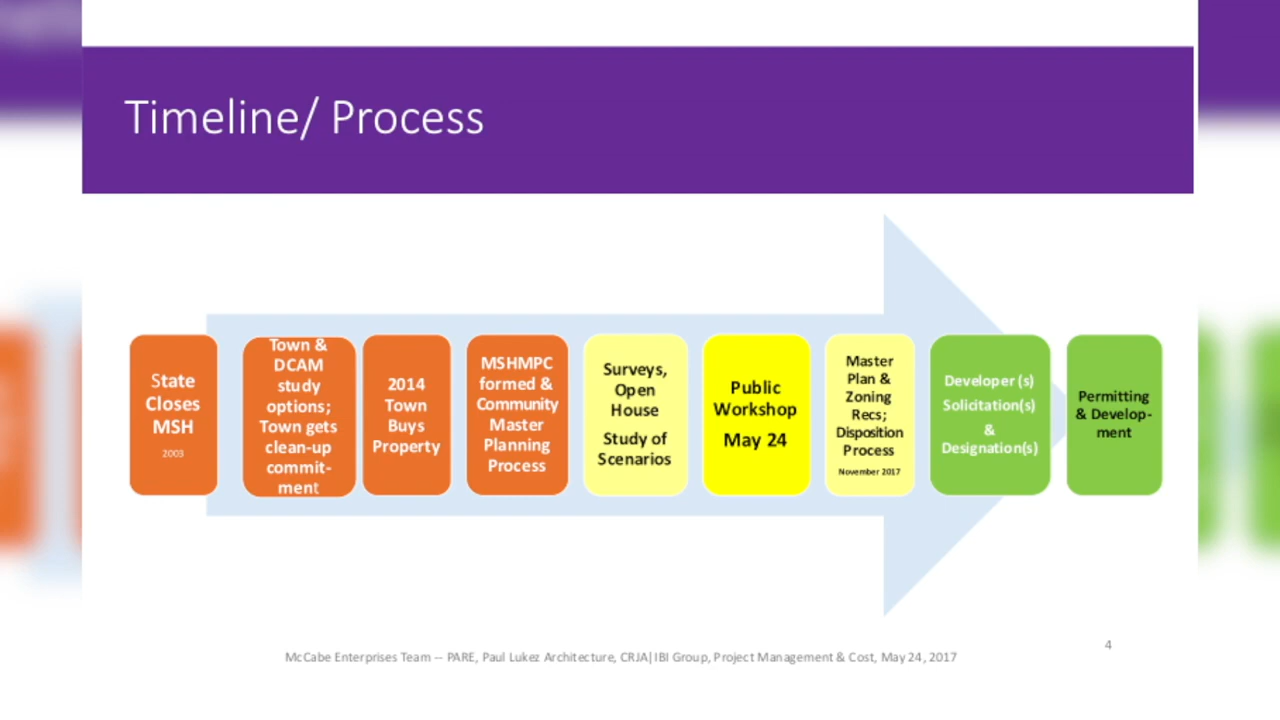 Timeline/ Process
State
Closes
MSH
2003
Town &
DCAM
study
options;
Town gets
clean-up
commit-
ment
2014
Town
Buys
Property
MSHMPC
formed &
Community
Master
Planning
Process
Surveys,
Open
House
Study of
Scenarios
Public
Workshop
May 24
Master
Plan &
Zoning
Recs;
Disposition
Process
November 2017
Developer (s)
Solicitation(s)
&
Designation(s)
Permitting
& Develop-
ment
McCabe Enterprises Team -- PARE, Paul Lukez Architecture, CRJA|IBI Group, Project Management & Cost, May 24, 2017
4